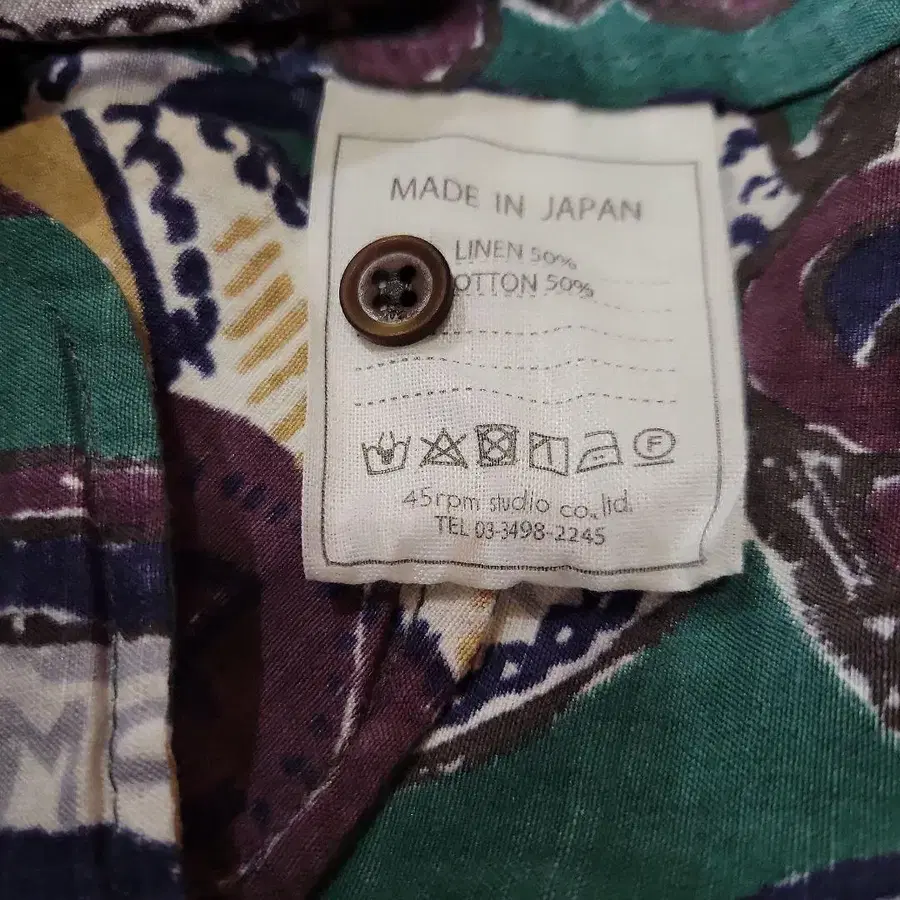 MADE IN JAPAN
LINEN 50%
OTTON 50%
F
45rpm studio co., ltd.
TEL 03-3498-2245